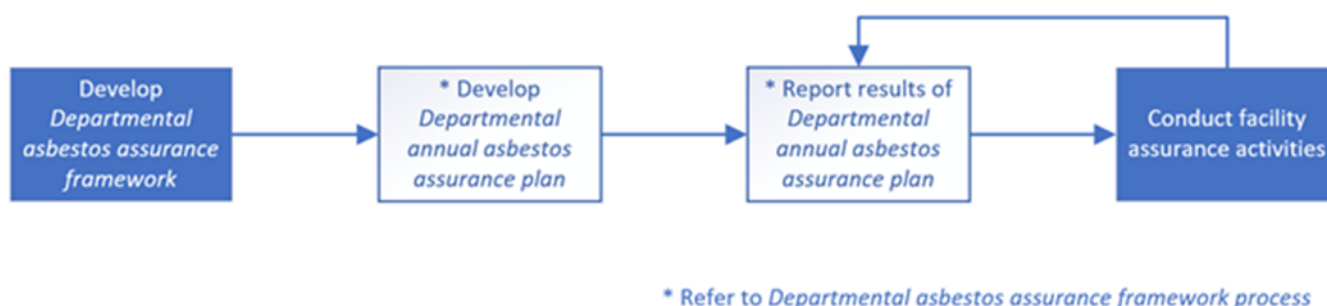 Develop
Departmental
asbestos assurance
framework
* Develop
Departmental
annual asbestos
assurance plan
* Report results of
Departmental
annual asbestos
assurance plan
Conduct facility
assurance activities
* Refer to Departmental asbestos assurance framework process